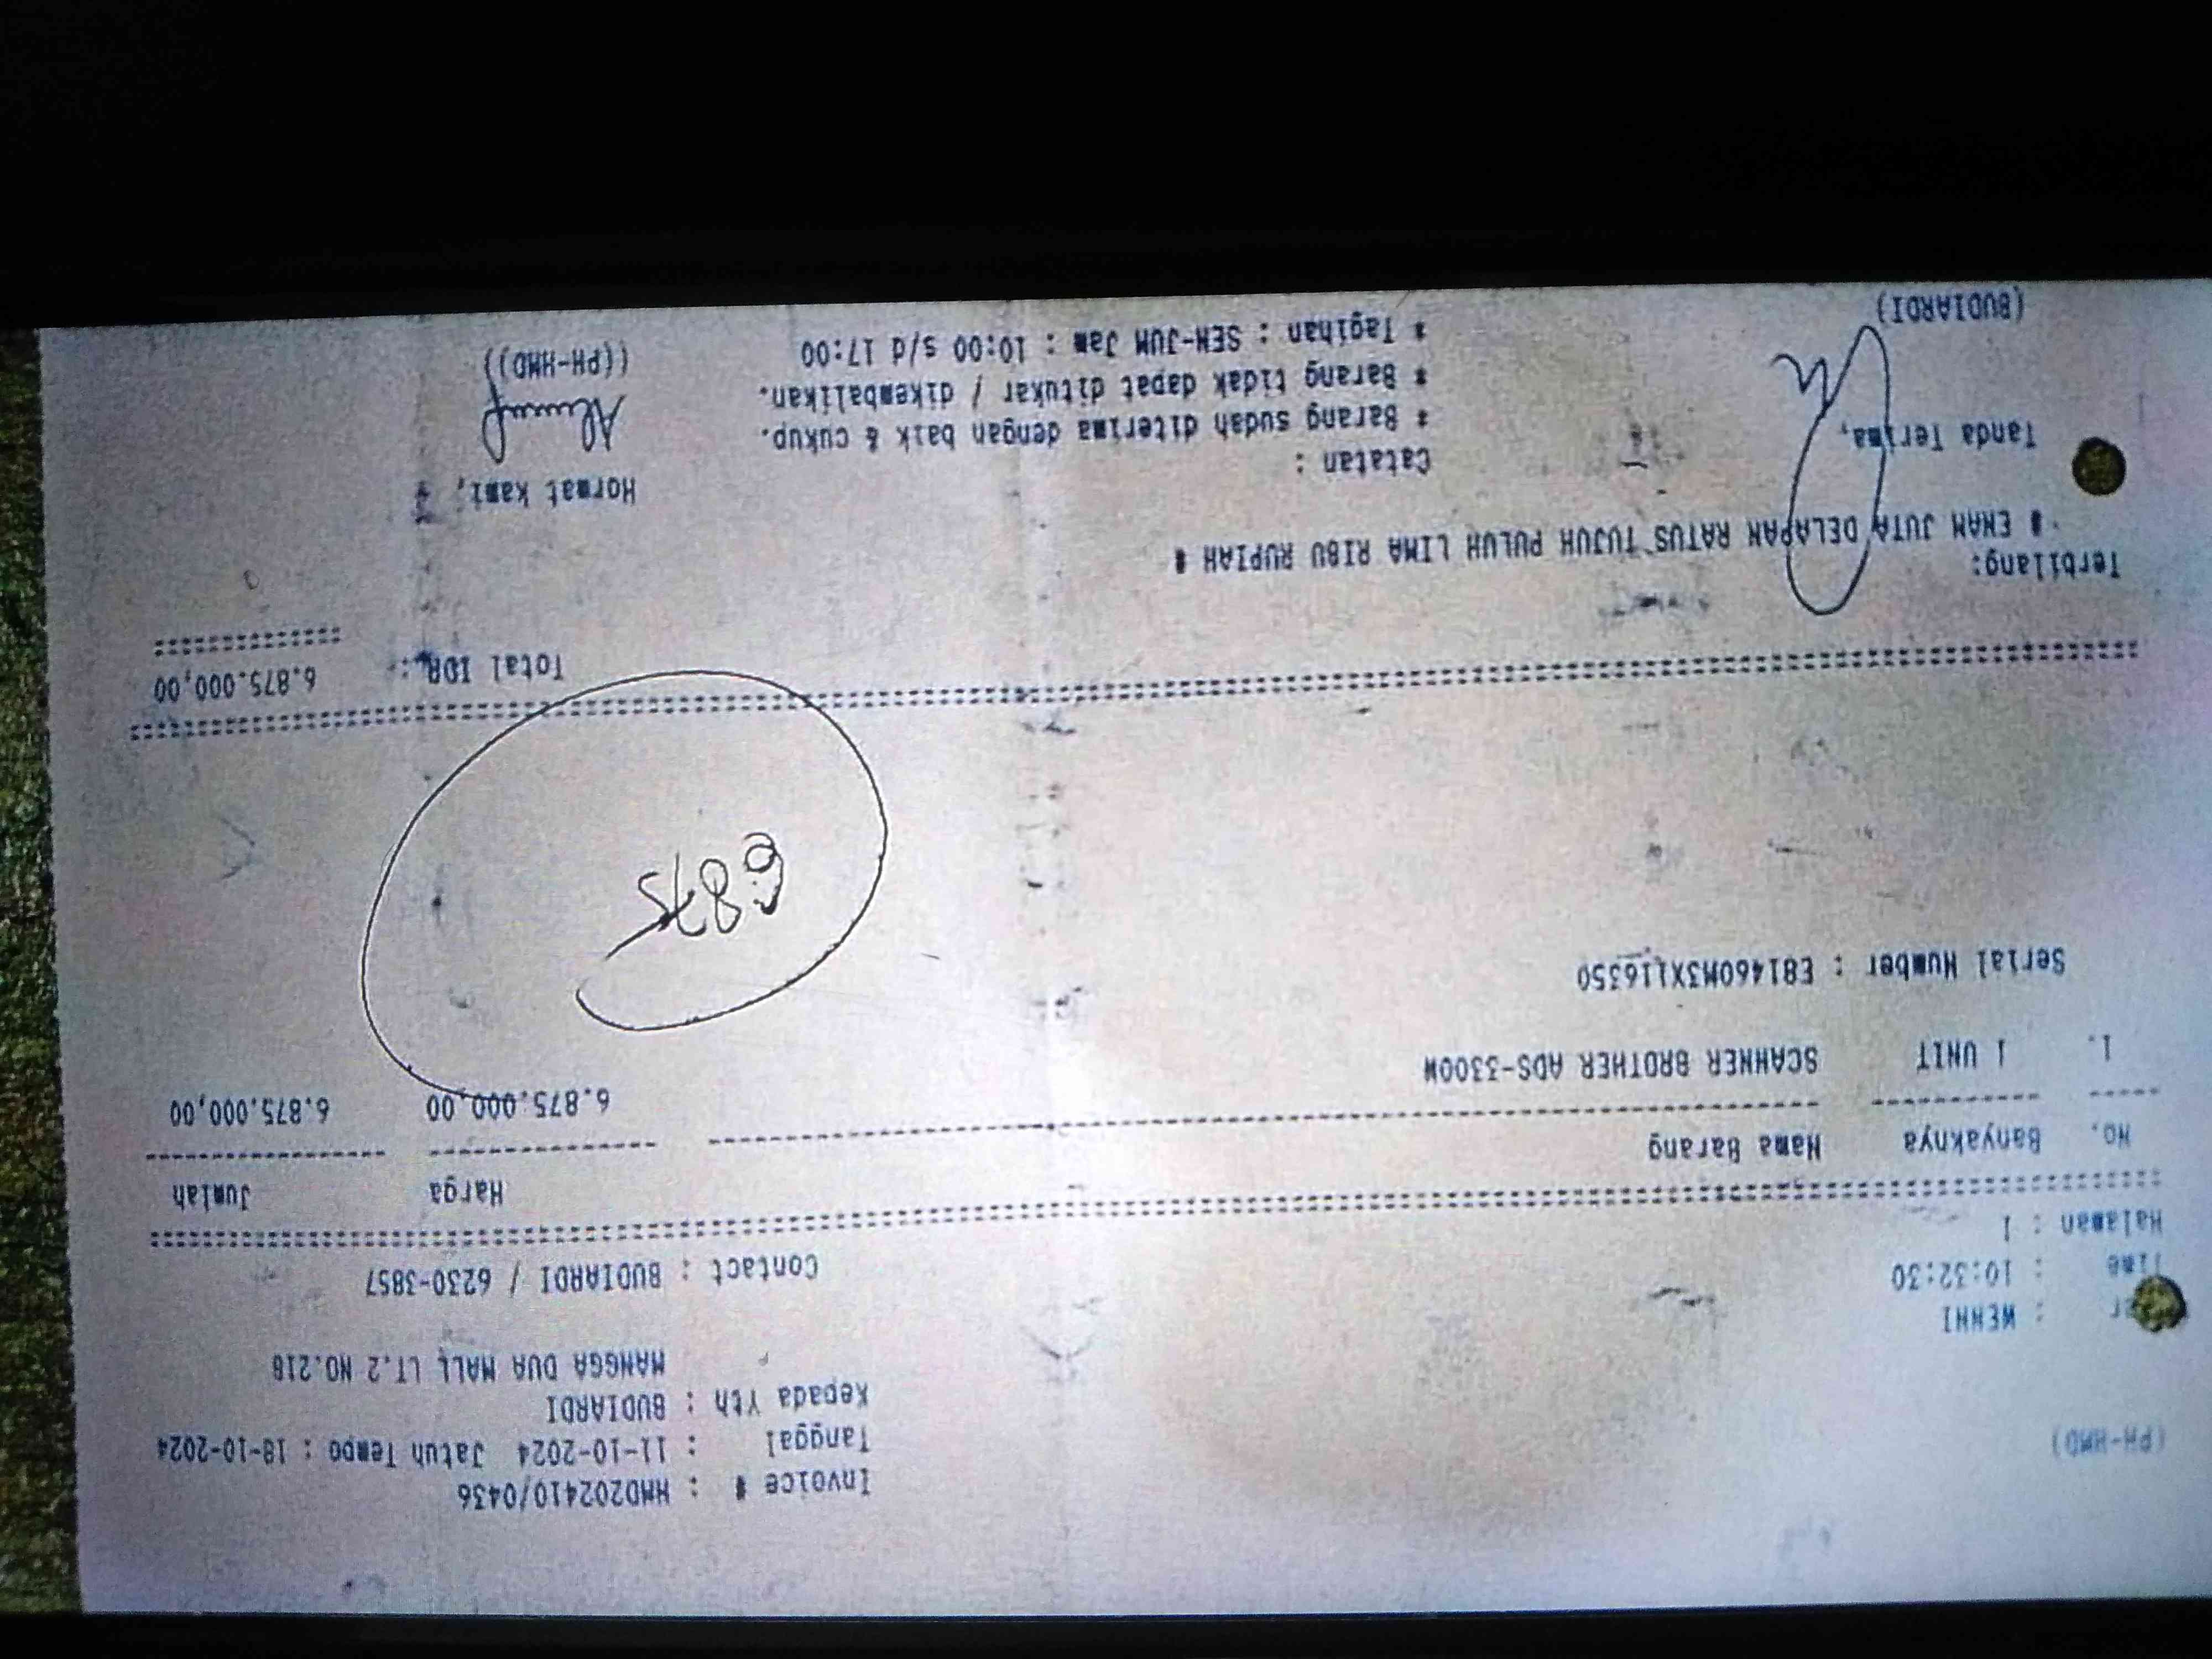 (PH-HMD)
Invoice # : HMD202410/0436
Tanggal : 11-10-2024 Jatuh Tempo : 18-10-2024
Kepada Yth : BUDIARDI
MANGGA DUA MALL LT.2 NO.21B
: WENNI
Time : 10:32:30
Contact : BUDIARDI / 6230-3857
Halaman : 1
No. Banyaknya Nama Barang Harga Jumlah
1. 1 UNIT SCANNER BROTHER ADS-3300W 6.875.000,00 6.875.000,00
Serial Number : E81460M3X116350
6875
Total IDR : 6.875.000,00
Terbilang:
# ENAM JUTA DELAPAN RATUS TUJUH PULUH LIMA RIBU RUPIAH #
Tanda Terima, Catatan : Hormat kami,
* Barang sudah diterima dengan baik & cukup.
* Barang tidak dapat ditukar / dikembalikan.
* Tagihan : SEN-JUM Jam : 10:00 s/d 17:00
(BUDIARDI) ((PH-HMD))